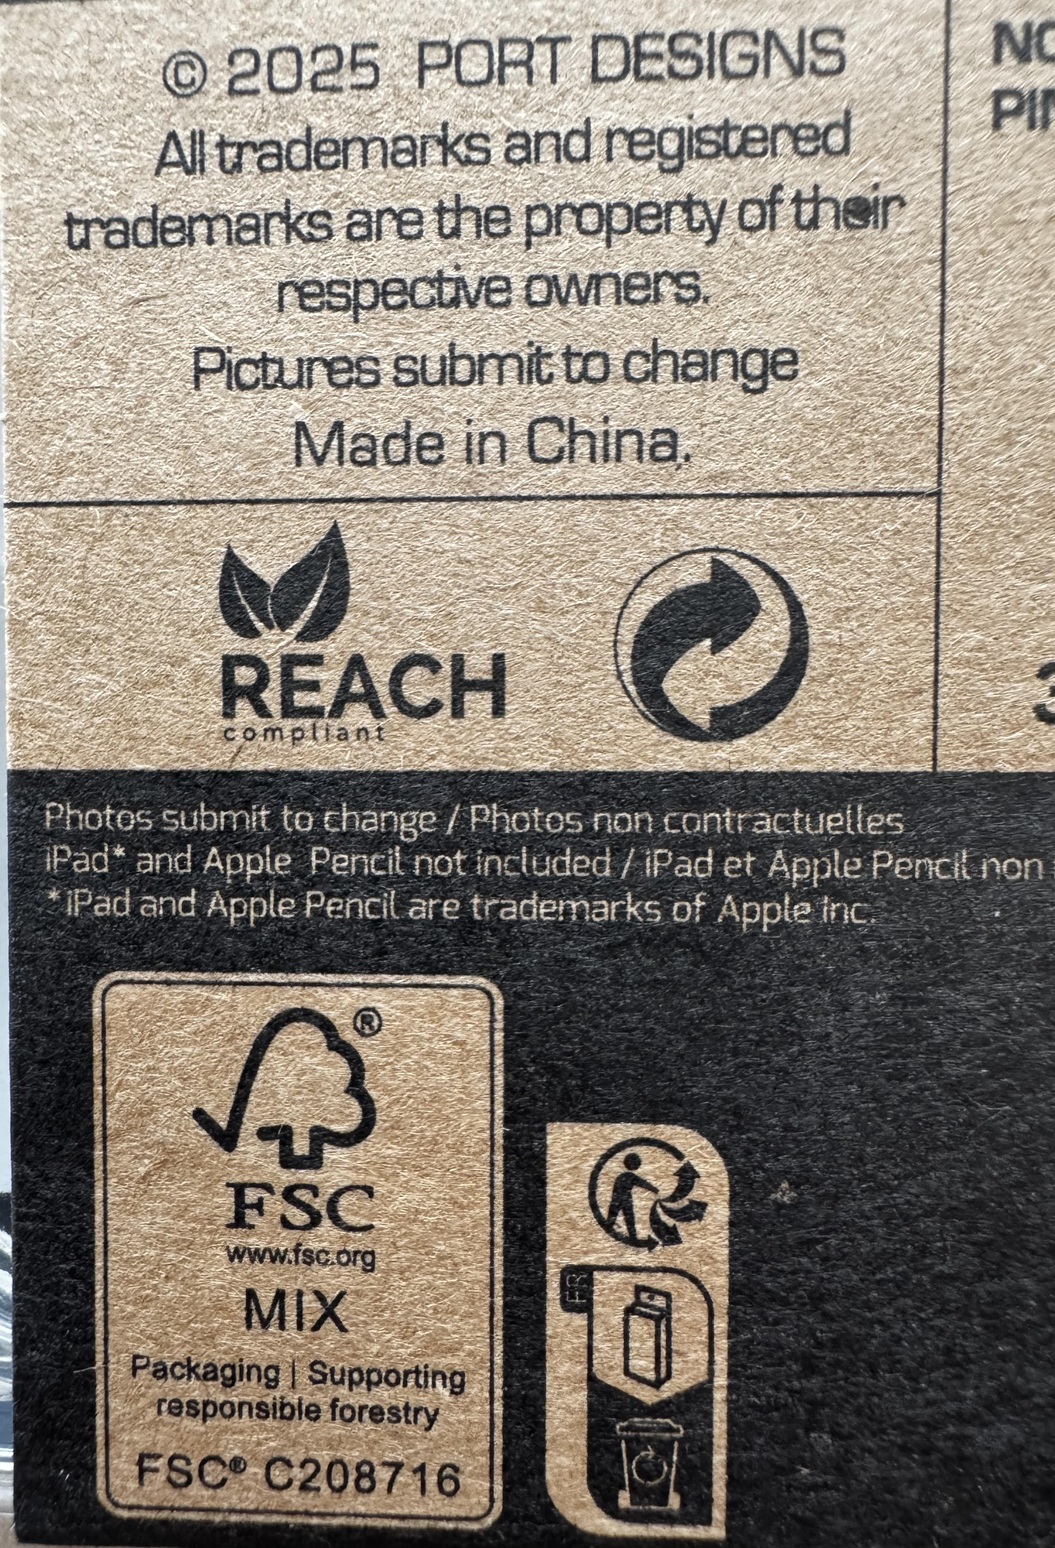 © 2025 PORT DESIGNS
All trademarks and registered
trademarks are the property of their
respective owners.
Pictures submit to change
Made in China.
NO
PIN
3
REACH
compliant
Photos submit to change / Photos non contractuelles
iPad* and Apple Pencil not included / iPad et Apple Pencil non
*iPad and Apple Pencil are trademarks of Apple Inc.
®
FSC
www.fsc.org
MIX
Packaging | Supporting
responsible forestry
FSC® C208716
FR